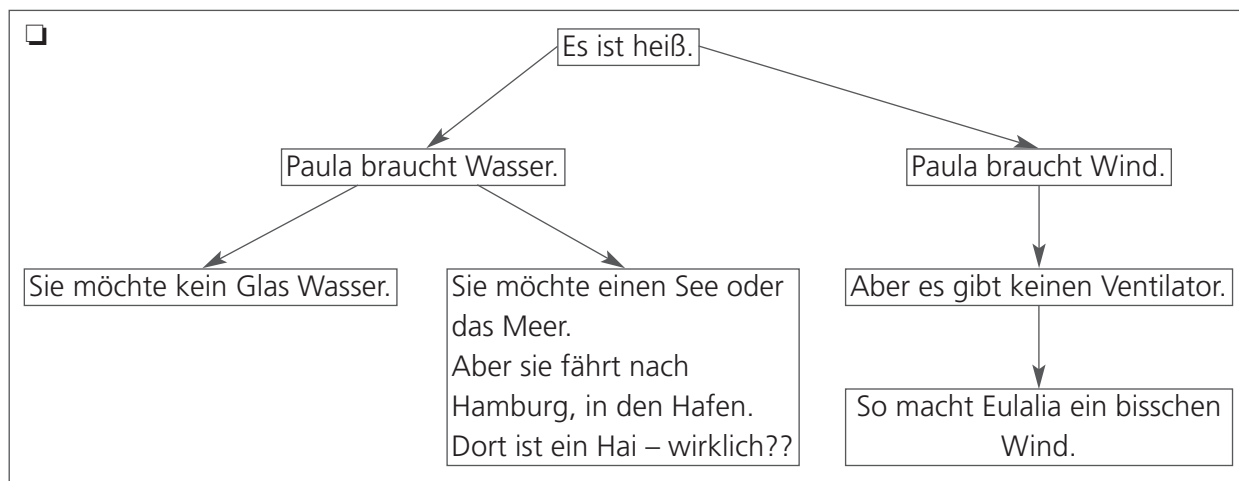 Es ist heiß.
Paula braucht Wasser.
Paula braucht Wind.
Sie möchte kein Glas Wasser.
Sie möchte einen See oder
das Meer.
Aber sie fährt nach
Hamburg, in den Hafen.
Dort ist ein Hai – wirklich??
Aber es gibt keinen Ventilator.
So macht Eulalia ein bisschen
Wind.